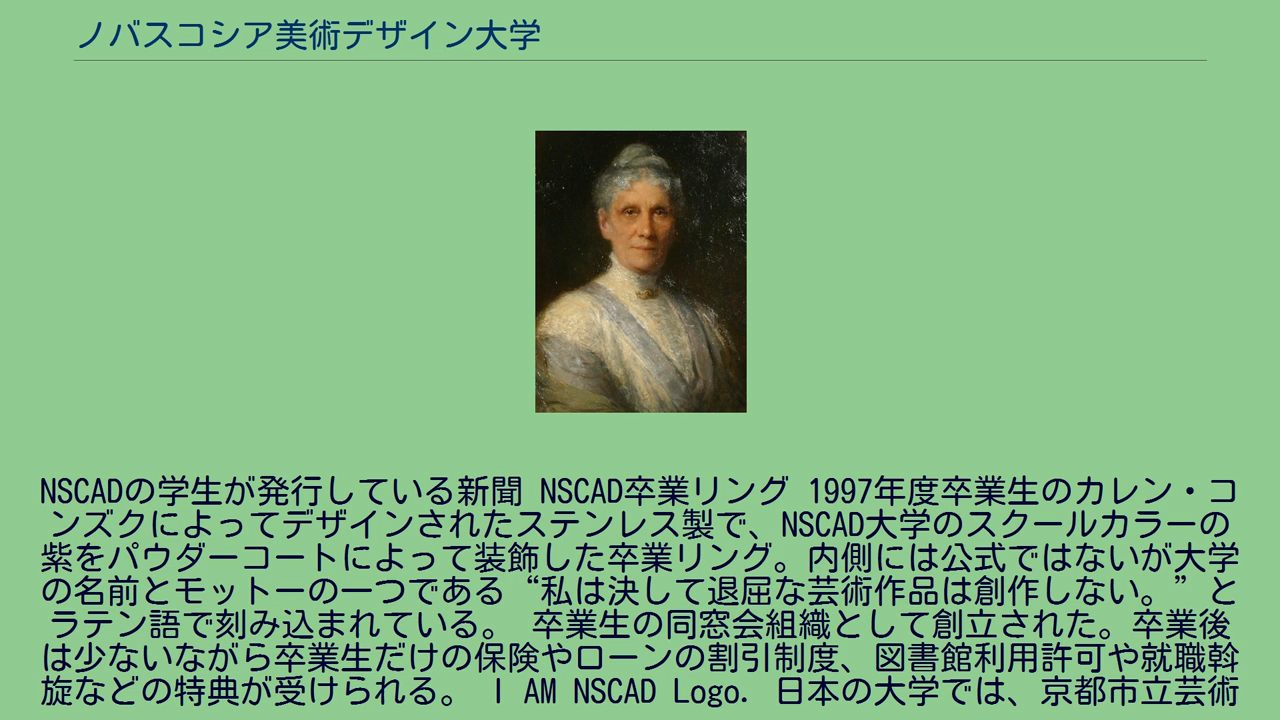 ノバスコシア美術デザイン大学
NSCADの学生が発行している新聞 NSCAD卒業リング 1997年度卒業生のカレン・コ
ンズクによってデザインされたステンレス製で、NSCAD大学のスクールカラーの
紫をパウダーコートによって装飾した卒業リング。内側には公式ではないが大学
の名前とモットーの一つである “私は決して退屈な芸術作品は創作しない。” と
ラテン語で刻み込まれている。 卒業生の同窓会組織として創立された。卒業後
は少ないながら卒業生だけの保険やローンの割引制度、図書館利用許可や就職斡
旋などの特典が受けられる。 I AM NSCAD Logo. 日本の大学では、京都市立芸術